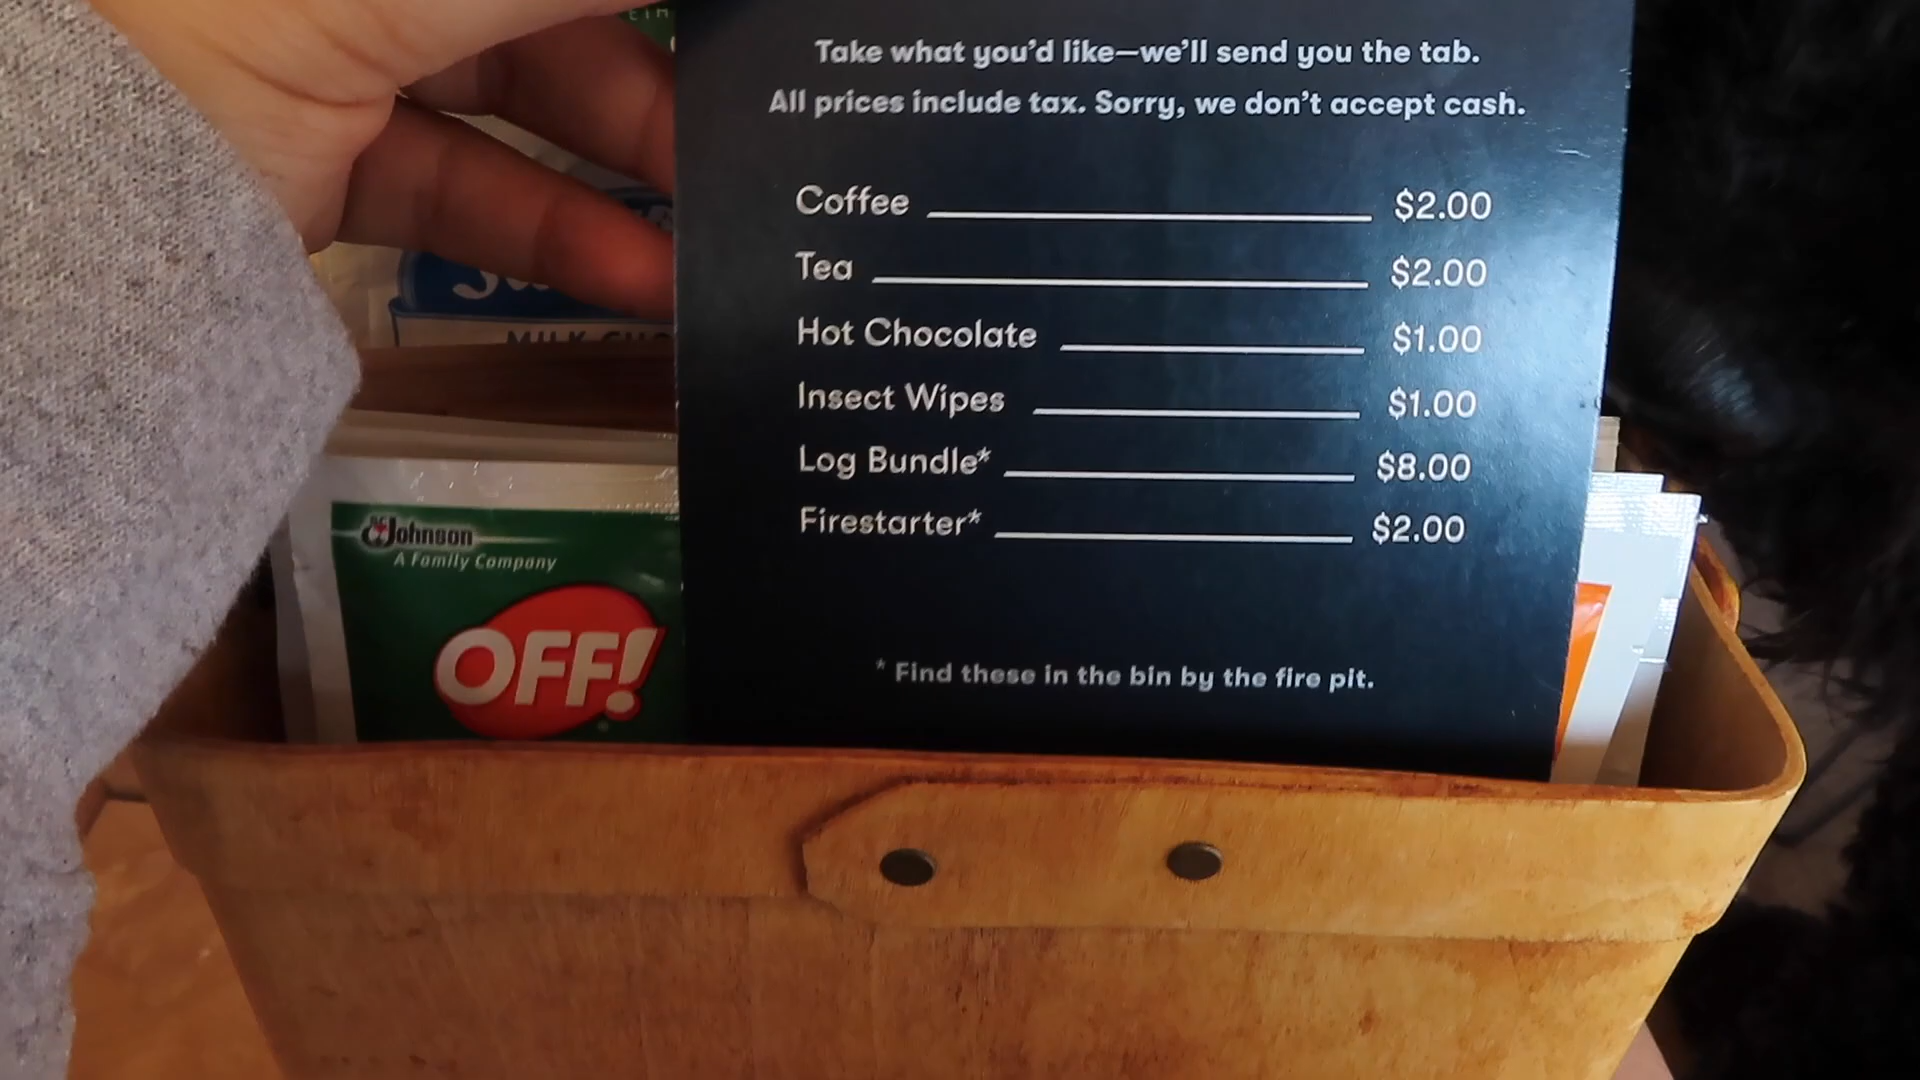 Take what you'd like—we'll send you the tab.
All prices include tax. Sorry, we don't accept cash.
Coffee $2.00
Tea $2.00
Hot Chocolate $1.00
Insect Wipes $1.00
Log Bundle* $8.00
Firestarter* $2.00
* Find these in the bin by the fire pit.
MILK
Johnson
A Family Company
OFF!